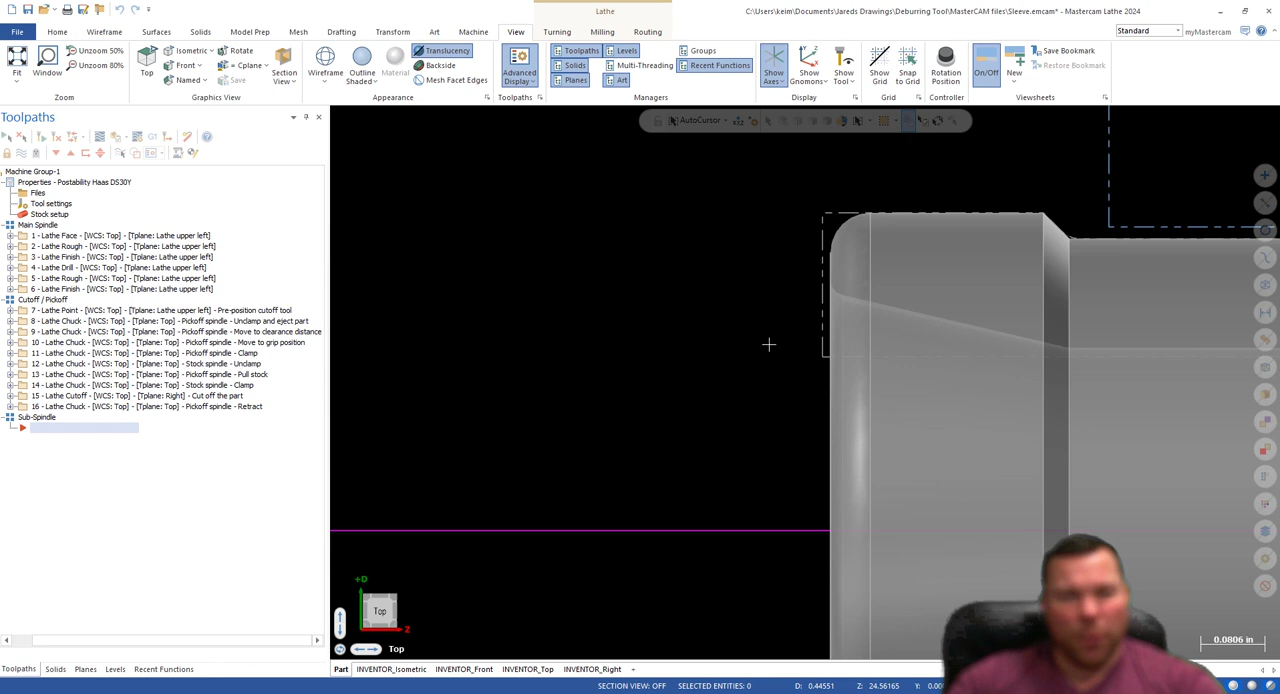 Lathe
C:\Users\keim\Documents\Jareds Drawings\Deburring Tool\MasterCAM files\Sleeve.emcam* - Mastercam Lathe 2024
File Home Wireframe Surfaces Solids Model Prep Mesh Drafting Transform Art Machine View Turning Milling Routing
Standard
myMastercam
Fit
Window
Unzoom 50%
Unzoom 80%
Zoom
Top
Isometric
Front
Named
Rotate
= Cplane
Save
Section View
Graphics View
Wireframe
Outline Shaded
Material
Translucency
Backside
Mesh Facet Edges
Appearance
Advanced Display
Toolpaths
Toolpaths
Solids
Planes
Levels
Multi-Threading
Art
Groups
Recent Functions
Managers
Show Axes
Show Gnomons
Show Tool
Display
Show Grid
Snap to Grid
Grid
Rotation Position
Controller
On/Off
New
Save Bookmark
Restore Bookmark
Viewsheets
Toolpaths
G1
AutoCursor
Machine Group-1
Properties - Postability Haas DS30Y
Files
Tool settings
Stock setup
Main Spindle
1 - Lathe Face - [WCS: Top] - [Tplane: Lathe upper left]
2 - Lathe Rough - [WCS: Top] - [Tplane: Lathe upper left]
3 - Lathe Finish - [WCS: Top] - [Tplane: Lathe upper left]
4 - Lathe Drill - [WCS: Top] - [Tplane: Lathe upper left]
5 - Lathe Rough - [WCS: Top] - [Tplane: Lathe upper left]
6 - Lathe Finish - [WCS: Top] - [Tplane: Lathe upper left]
Cutoff / Pickoff
7 - Lathe Point - [WCS: Top] - [Tplane: Lathe upper left] - Pre-position cutoff tool
8 - Lathe Chuck - [WCS: Top] - [Tplane: Top] - Pickoff spindle - Unclamp and eject part
9 - Lathe Chuck - [WCS: Top] - [Tplane: Top] - Pickoff spindle - Move to clearance distance
10 - Lathe Chuck - [WCS: Top] - [Tplane: Top] - Pickoff spindle - Move to grip position
11 - Lathe Chuck - [WCS: Top] - [Tplane: Top] - Pickoff spindle - Clamp
12 - Lathe Chuck - [WCS: Top] - [Tplane: Top] - Stock spindle - Unclamp
13 - Lathe Chuck - [WCS: Top] - [Tplane: Top] - Pickoff spindle - Pull stock
14 - Lathe Chuck - [WCS: Top] - [Tplane: Top] - Stock spindle - Clamp
15 - Lathe Cutoff - [WCS: Top] - [Tplane: Right] - Cut off the part
16 - Lathe Chuck - [WCS: Top] - [Tplane: Top] - Pickoff spindle - Retract
Sub-Spindle
+D
Top
Z
Top
0.0806 in
Toolpaths Solids Planes Levels Recent Functions
Part INVENTOR_Isometric INVENTOR_Front INVENTOR_Top INVENTOR_Right +
SECTION VIEW: OFF SELECTED ENTITIES: 0 D: 0.44551 Z: 24.56165